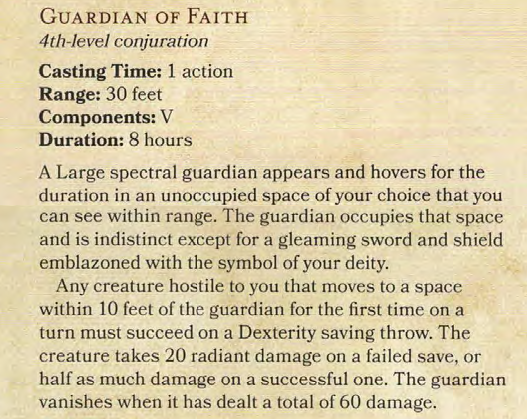 GUARDIAN OF FAITH
4th-level conjuration
Casting Time: 1 action
Range: 30 feet
Components: V
Duration: 8 hours
A Large spectral guardian appears and hovers for the
duration in an unoccupied space of your choice that you
can see within range. The guardian occupies that space
and is indistinct except for a gleaming sword and shield
emblazoned with the symbol of your deity.
Any creature hostile to you that moves to a space
within 10 feet of the guardian for the first time on a
turn must succeed on a Dexterity saving throw. The
creature takes 20 radiant damage on a failed save, or
half as much damage on a successful one. The guardian
vanishes when it has dealt a total of 60 damage.